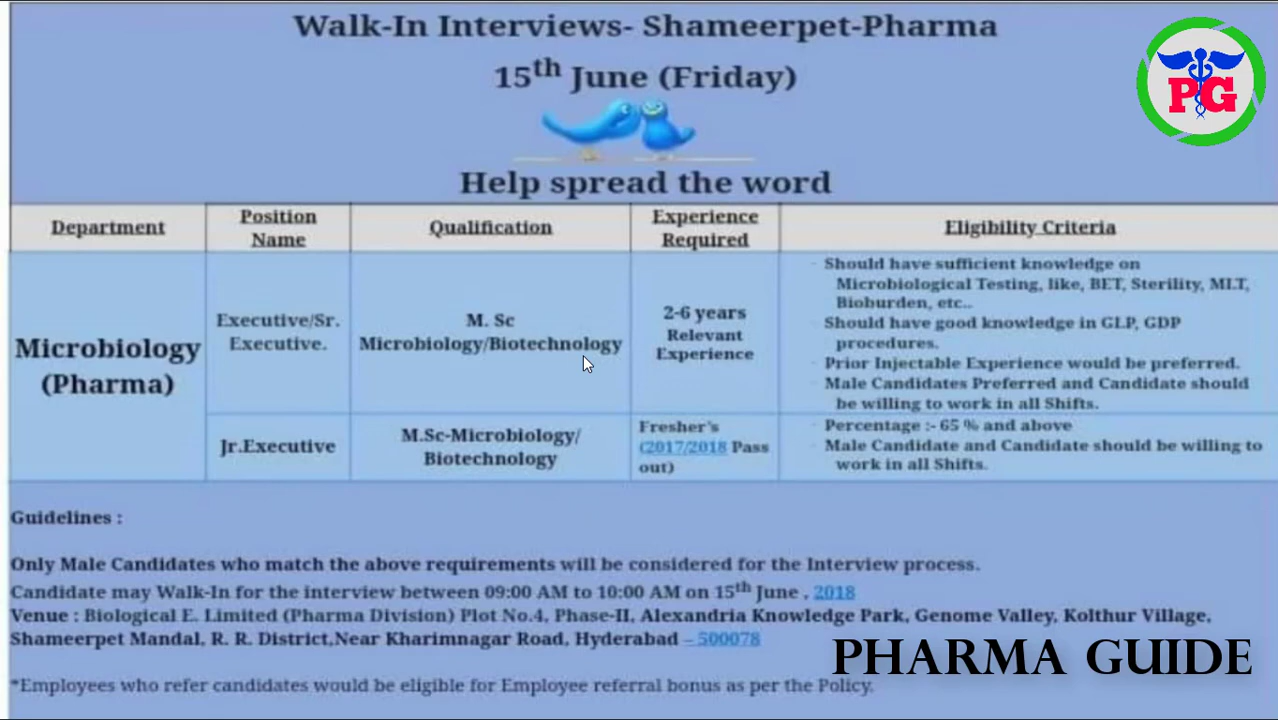 Walk-In Interviews- Shameerpet-Pharma
15th June (Friday)
PG
Help spread the word
Department
Position
Name
Qualification
Experience
Required
Eligibility Criteria
Microbiology
(Pharma)
Executive/Sr.
Executive.
M. Sc
Microbiology/Biotechnology
2-6 years
Relevant
Experience
- Should have sufficient knowledge on
Microbiological Testing, like, BET, Sterility, MLT,
Bioburden, etc..
- Should have good knowledge in GLP, GDP
procedures.
- Prior Injectable Experience would be preferred.
- Male Candidates Preferred and Candidate should
be willing to work in all Shifts.
Jr.Executive
M.Sc-Microbiology/
Biotechnology
Fresher's
(2017/2018 Pass
out)
- Percentage :- 65 % and above
- Male Candidate and Candidate should be willing to
work in all Shifts.
Guidelines :
Only Male Candidates who match the above requirements will be considered for the Interview process.
Candidate may Walk-In for the interview between 09:00 AM to 10:00 AM on 15th June , 2018
Venue : Biological E. Limited (Pharma Division) Plot No.4, Phase-II, Alexandria Knowledge Park, Genome Valley, Kolthur Village,
Shameerpet Mandal, R. R. District,Near Kharimnagar Road, Hyderabad – 500078
PHARMA GUIDE
*Employees who refer candidates would be eligible for Employee referral bonus as per the Policy.